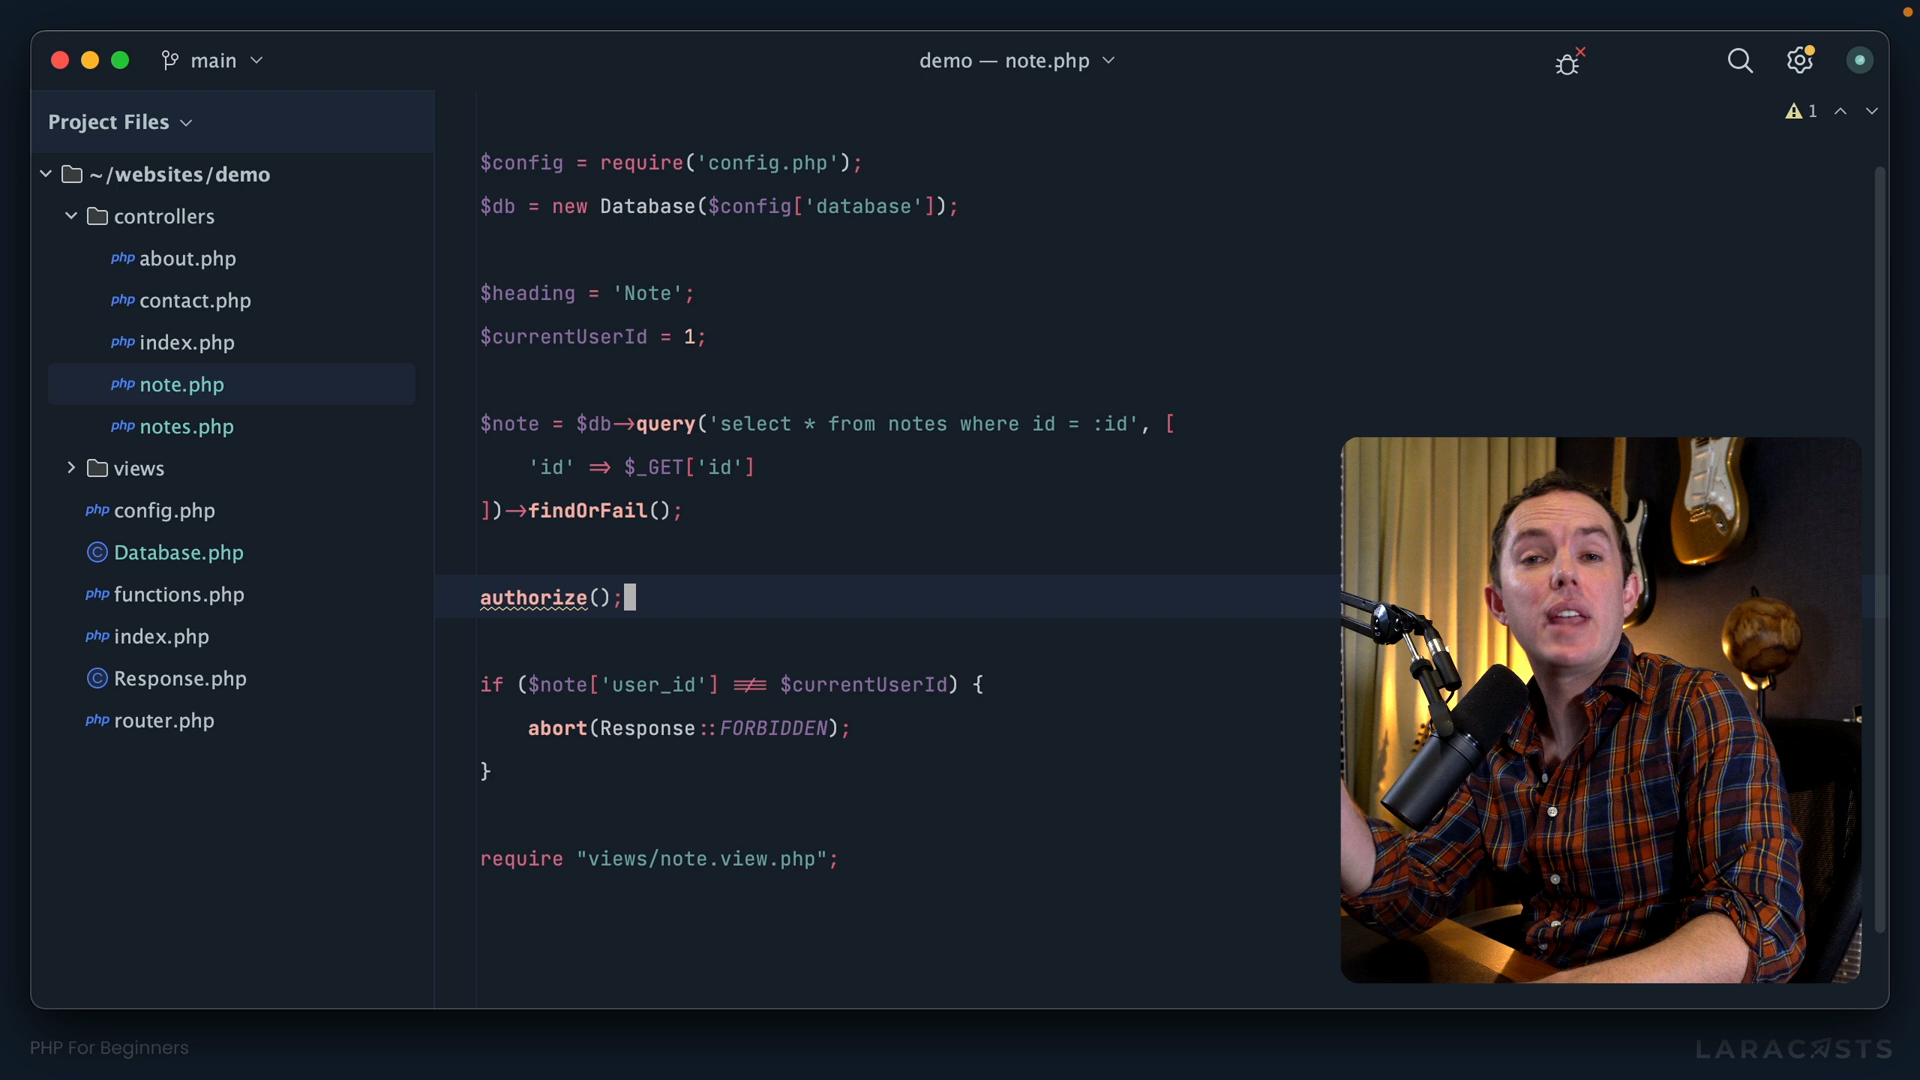 main
demo — note.php
1
Project Files
~/websites/demo
controllers
php about.php
php contact.php
php index.php
php note.php
php notes.php
views
php config.php
C Database.php
php functions.php
php index.php
C Response.php
php router.php
$config = require('config.php');
$db = new Database($config['database']);
$heading = 'Note';
$currentUserId = 1;
$note = $db->query('select * from notes where id = :id', [
'id' => $_GET['id']
])->findOrFail();
authorize();
if ($note['user_id'] !== $currentUserId) {
abort(Response::FORBIDDEN);
}
require "views/note.view.php";
PHP For Beginners
LARACASTS